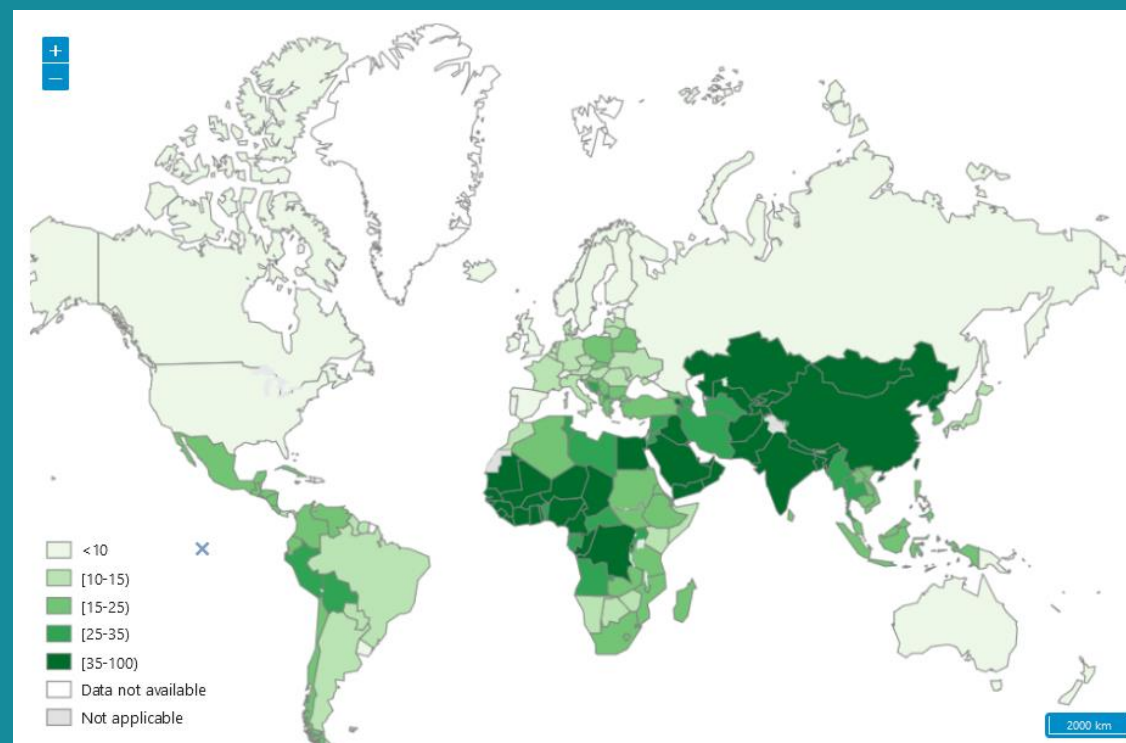 +
–
<10
[10-15)
[15-25)
[25-35)
[35-100)
Data not available
Not applicable
2000 km